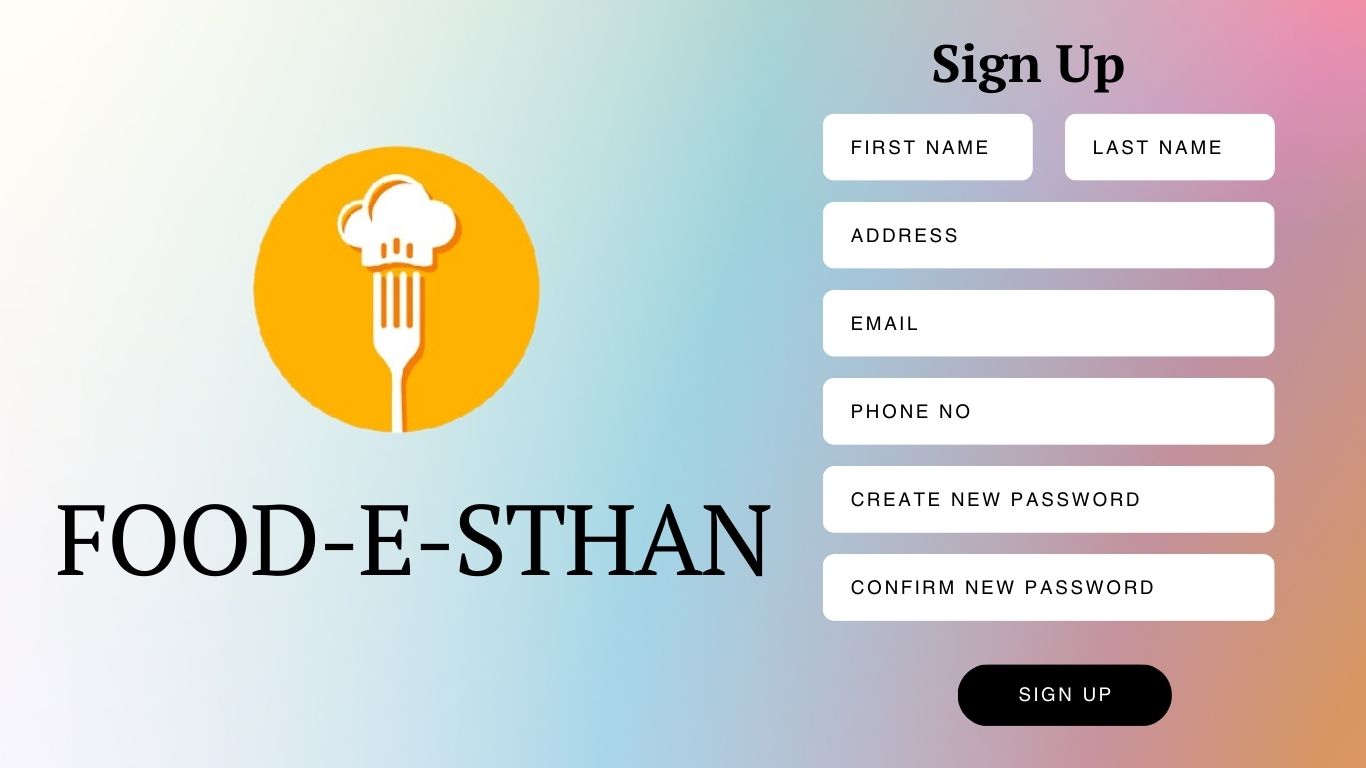 FOOD-E-STHAN
Sign Up
FIRST NAME
LAST NAME
ADDRESS
EMAIL
PHONE NO
CREATE NEW PASSWORD
CONFIRM NEW PASSWORD
SIGN UP